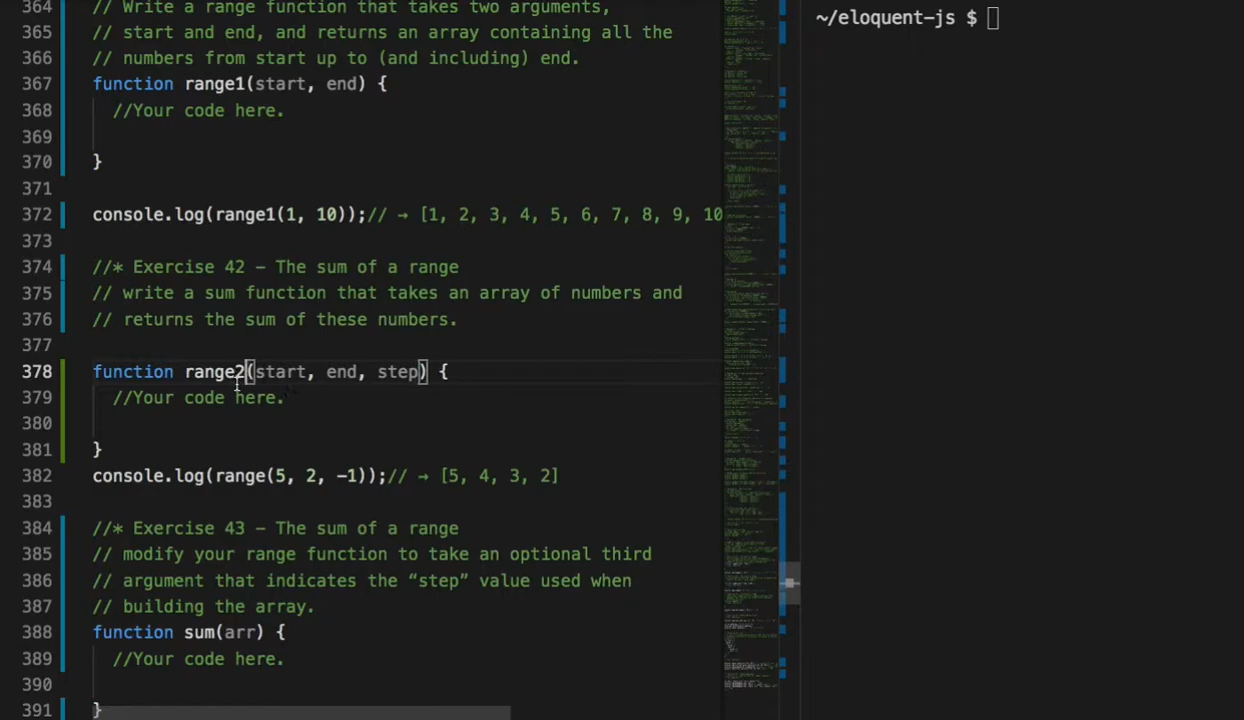 364 // Write a range function that takes two arguments,
365 // start and end, and returns an array containing all the
366 // numbers from start up to (and including) end.
367 function range1(start, end) {
368 //Your code here.
369
370 }
371
372 console.log(range1(1, 10));// → [1, 2, 3, 4, 5, 6, 7, 8, 9, 10
373
374 //* Exercise 42 – The sum of a range
375 // write a sum function that takes an array of numbers and
376 // returns the sum of these numbers.
377
378 function range2(start, end, step) {
379 //Your code here.
380
381 }
382 console.log(range(5, 2, -1));// → [5, 4, 3, 2]
383
384 //* Exercise 43 – The sum of a range
385 // modify your range function to take an optional third
386 // argument that indicates the “step” value used when
387 // building the array.
388 function sum(arr) {
389 //Your code here.
390
391 }
~/eloquent-js $